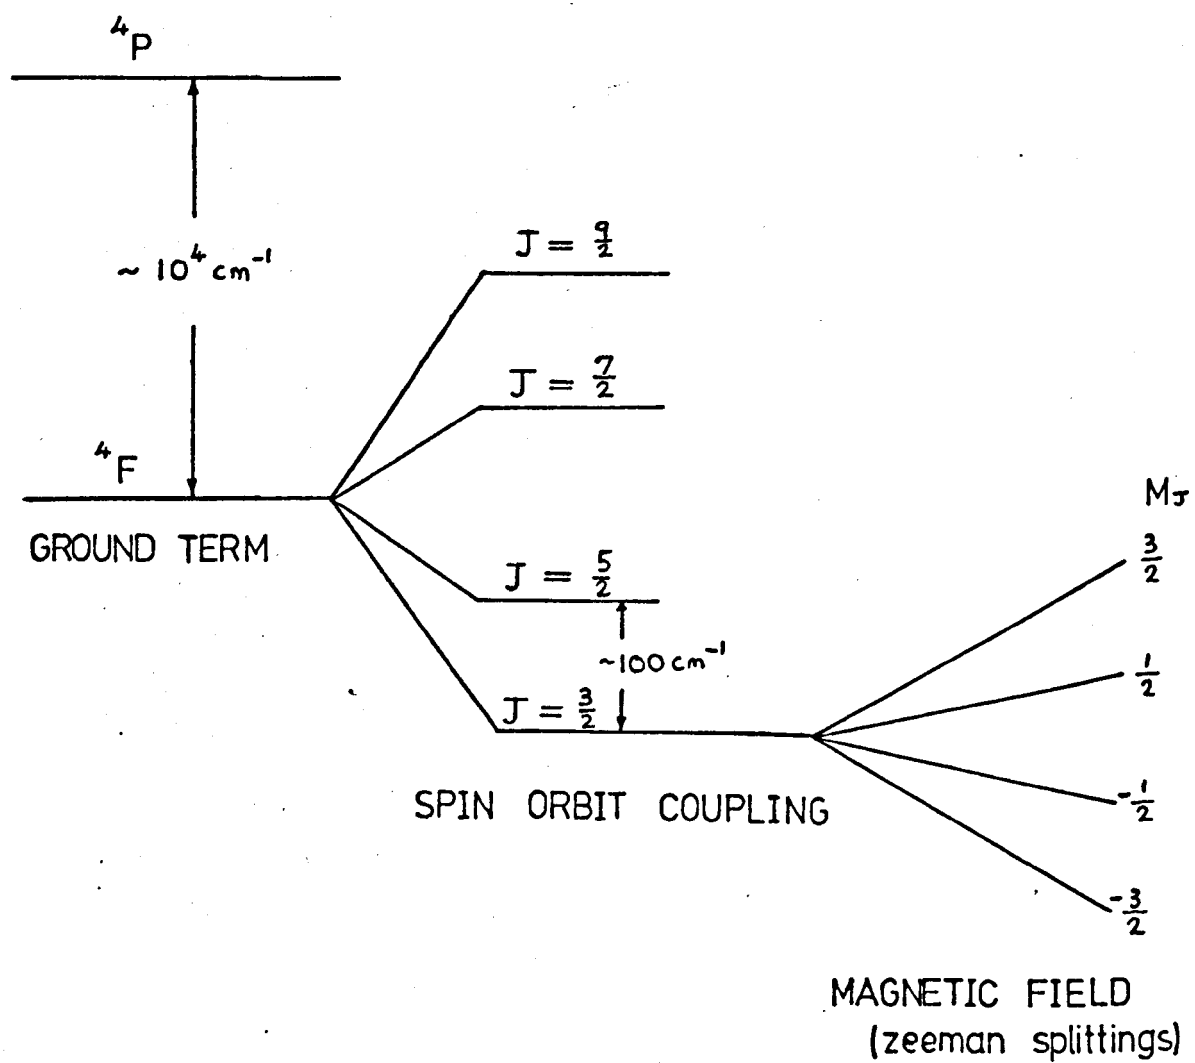 ⁴P
~ 10⁴ cm⁻¹
J = 9/2
J = 7/2
⁴F
GROUND TERM
J = 5/2
~100 cm⁻¹
J = 3/2
SPIN ORBIT COUPLING
MJ
3/2
1/2
-1/2
-3/2
MAGNETIC FIELD
(zeeman splittings)